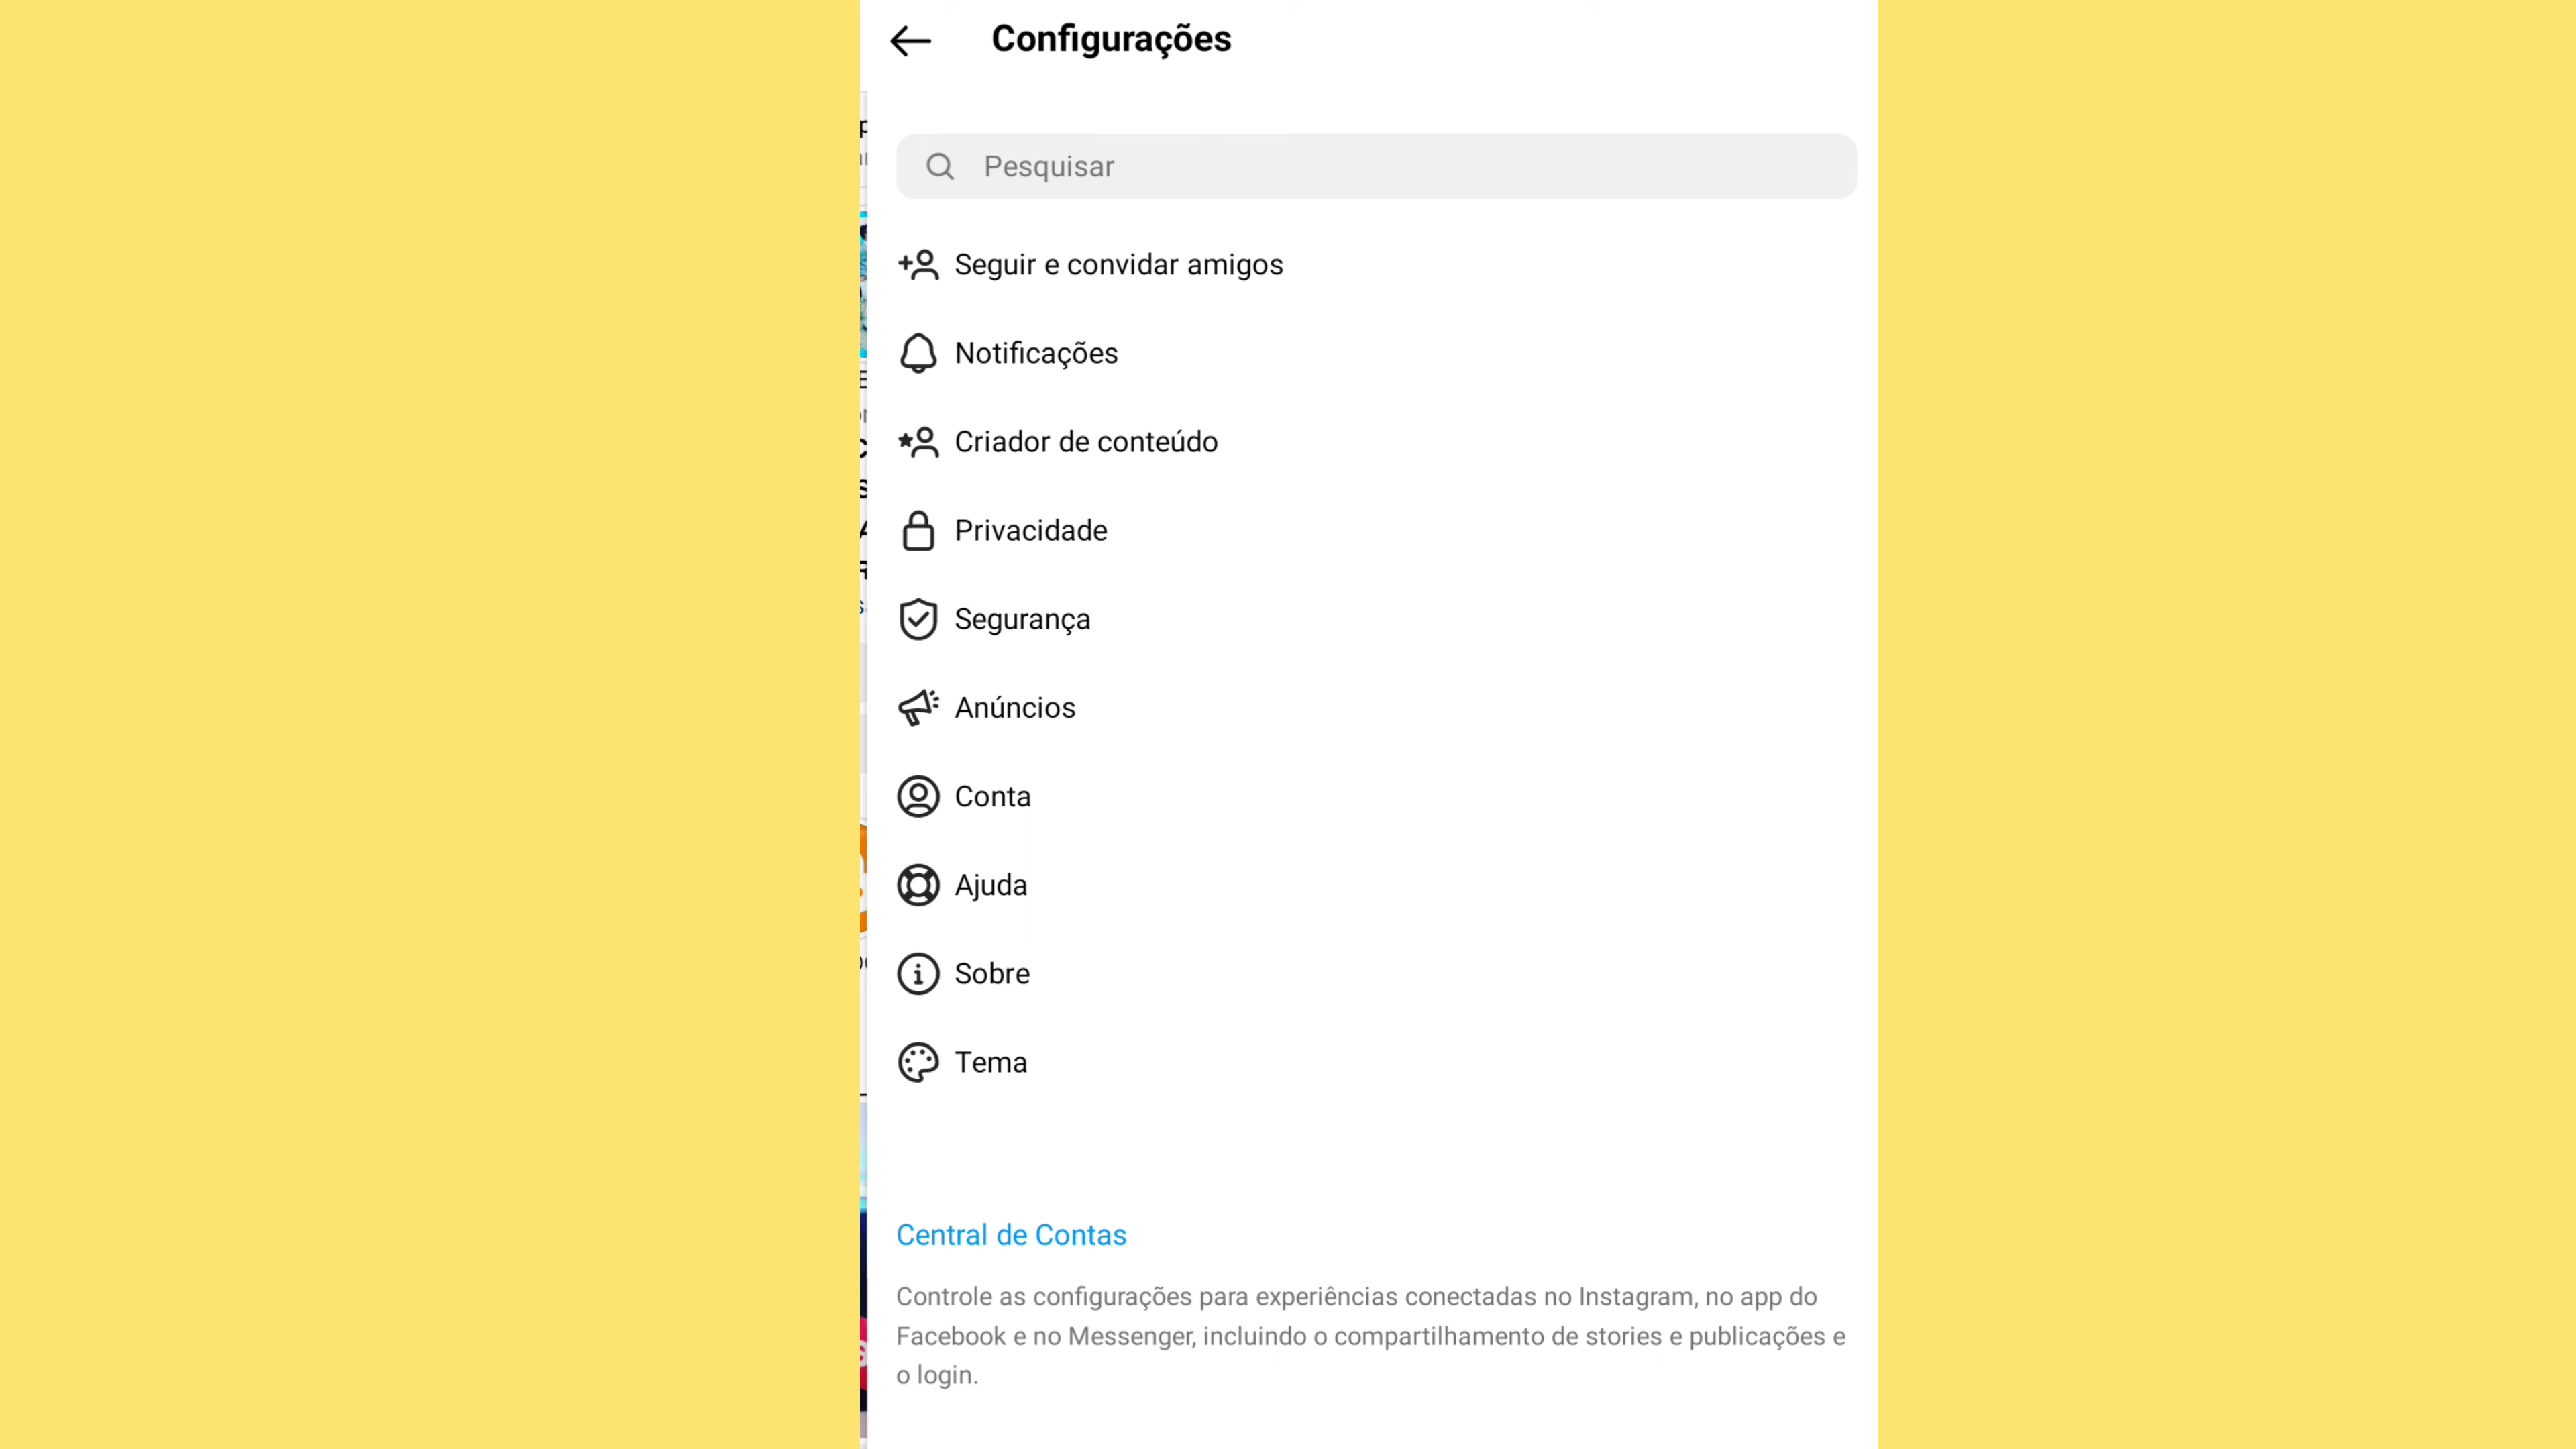 Configurações
Pesquisar
Seguir e convidar amigos
Notificações
Criador de conteúdo
Privacidade
Segurança
Anúncios
Conta
Ajuda
Sobre
Tema
Central de Contas
Controle as configurações para experiências conectadas no Instagram, no app do
Facebook e no Messenger, incluindo o compartilhamento de stories e publicações e
o login.